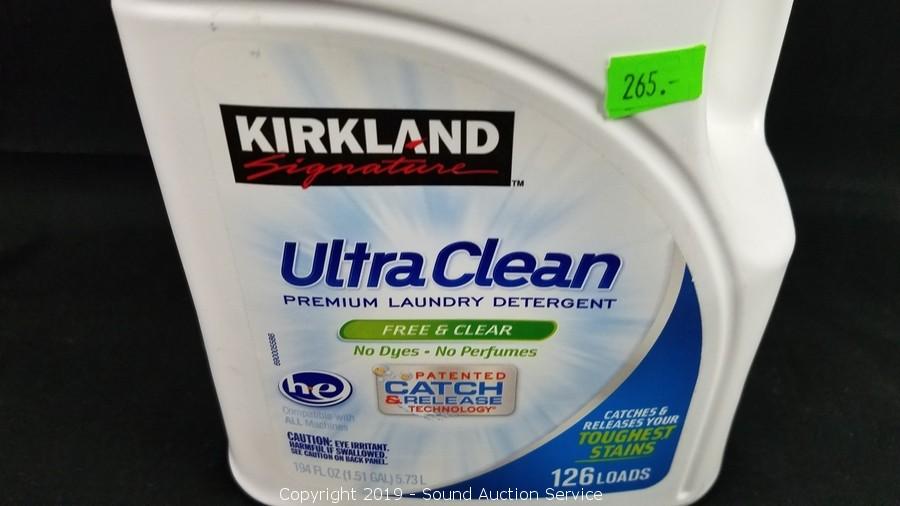 265.-
KIRKLAND
Signature™
Ultra Clean
PREMIUM LAUNDRY DETERGENT
FREE & CLEAR
No Dyes - No Perfumes
he
Compatible with
ALL Machines
PATENTED
CATCH
& RELEASE
TECHNOLOGY*
CAUTION: EYE IRRITANT.
HARMFUL IF SWALLOWED.
SEE CAUTION ON BACK PANEL.
194 FL OZ (1.51 GAL) 5.73 L
CATCHES &
RELEASES YOUR
TOUGHEST
STAINS
126 LOADS
Copyright 2019 - Sound Auction Service